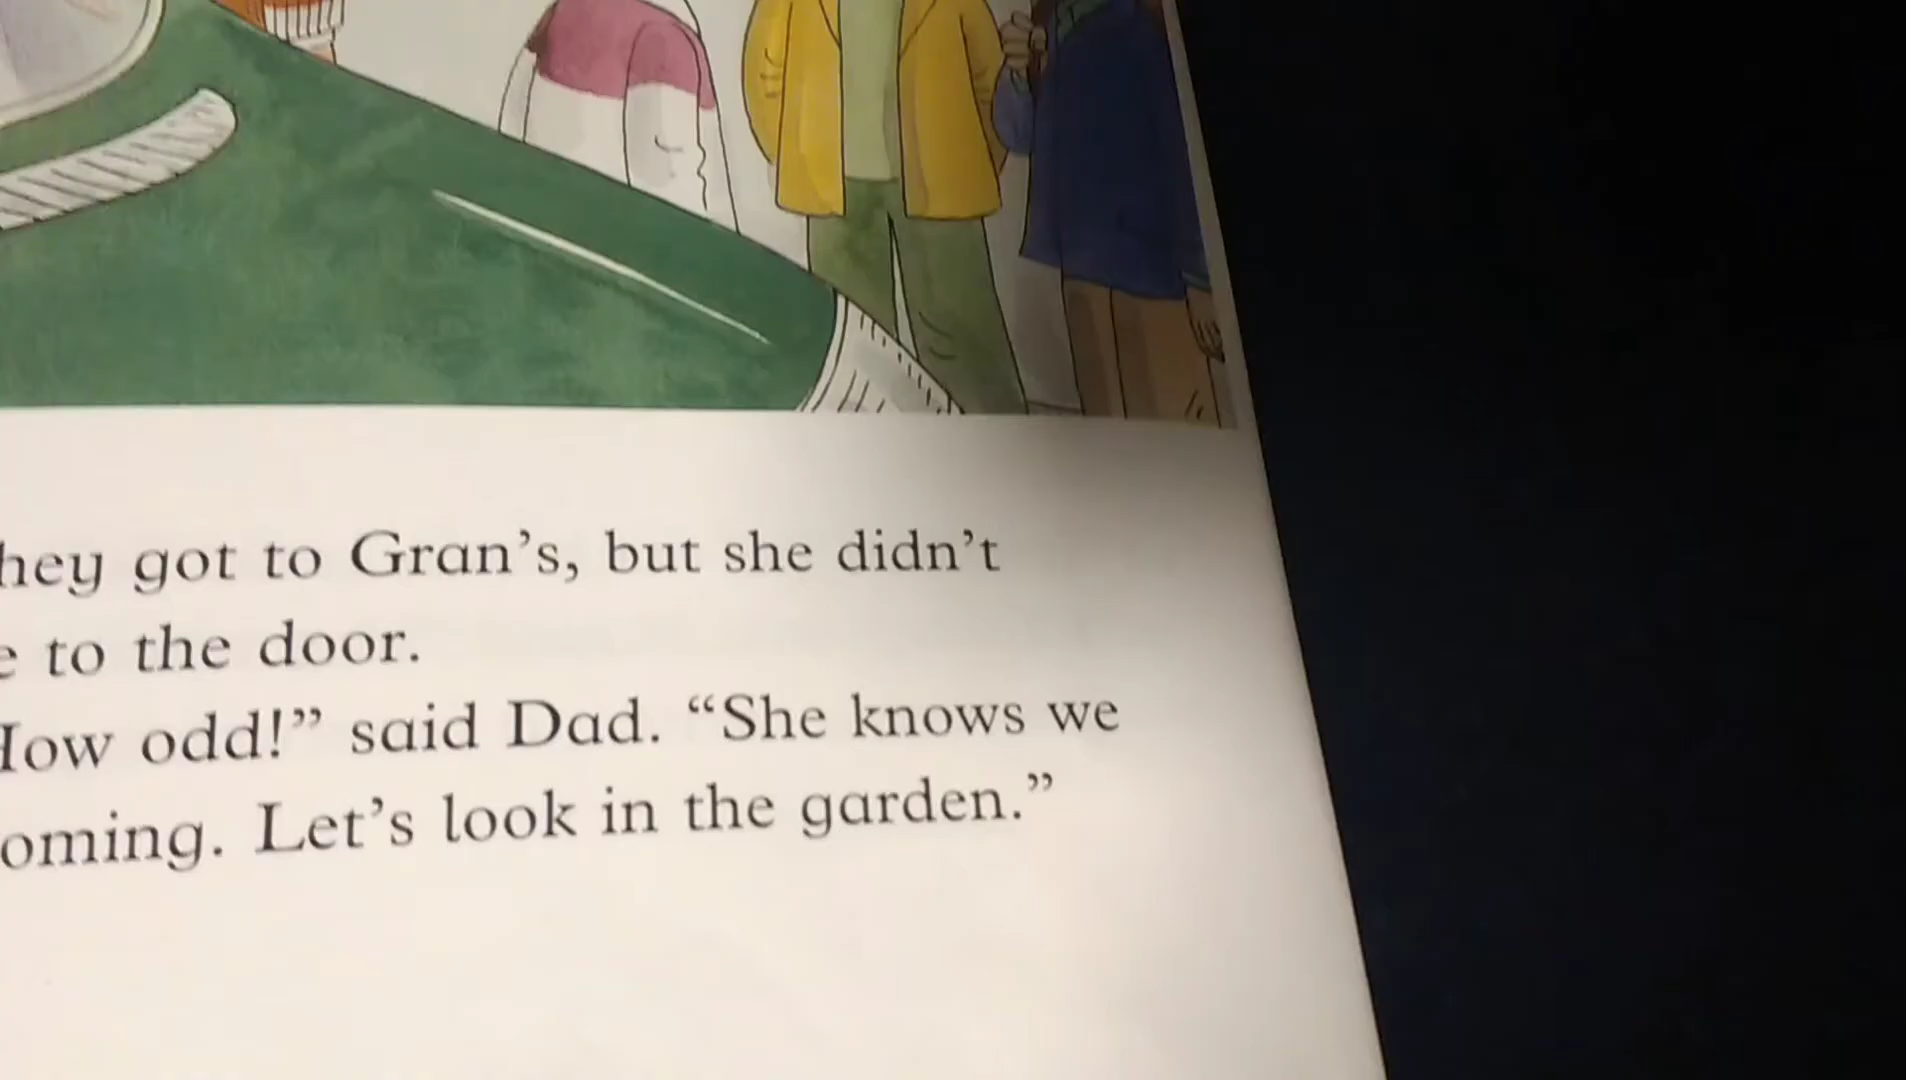 hey got to Gran's, but she didn't
e to the door.
How odd!” said Dad. “She knows we
oming. Let's look in the garden.”